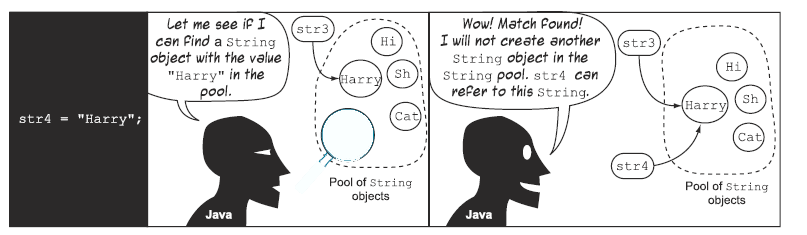 str4 = "Harry";
Let me see if I
can find a String
object with the value
"Harry" in the
pool.
str3
Hi
Harry
Sh
Cat
Java
Pool of String
objects
Wow! Match found!
I will not create another
String object in the
String pool. str4 can
refer to this String.
str3
Hi
Harry
Sh
Cat
str4
Java
Pool of String
objects